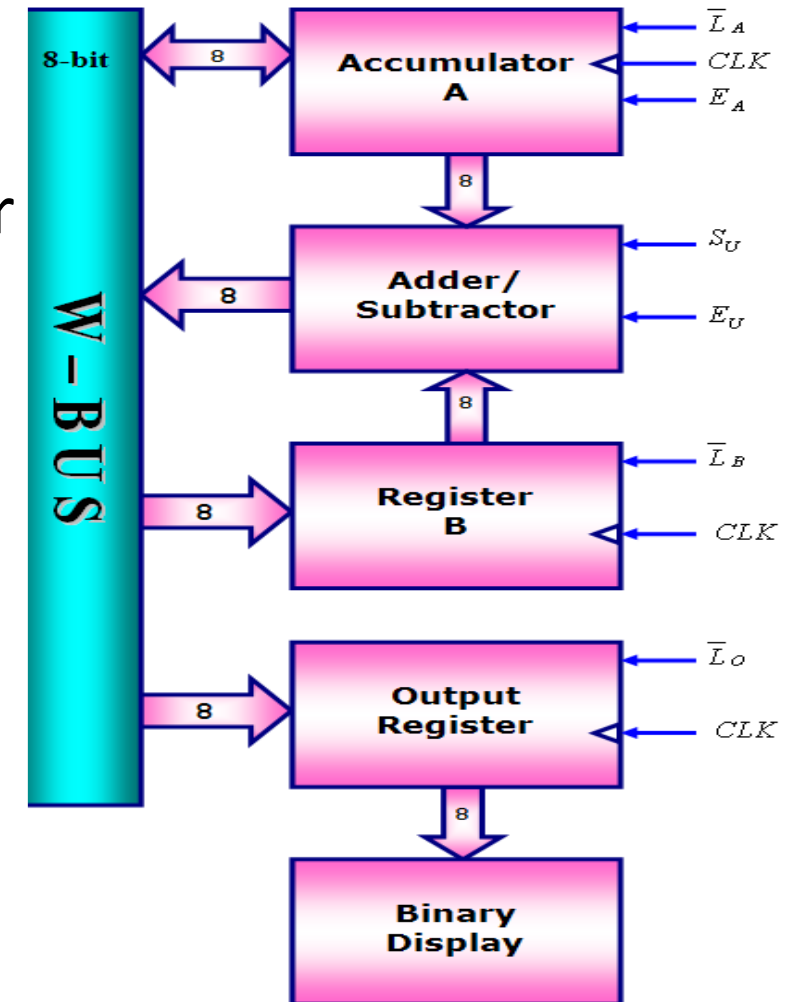 8-bit
W-BUS
r
8
Accumulator
A
L̅A
CLK
EA
8
8
Adder/
Subtractor
SU
EU
8
8
Register
B
L̅B
CLK
8
Output
Register
L̅O
CLK
8
Binary
Display